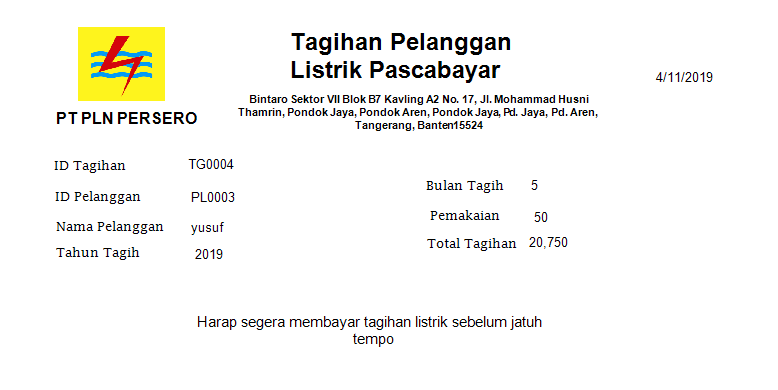 Tagihan Pelanggan
Listrik Pascabayar
4/11/2019
PT PLN PERSERO
Bintaro Sektor VII Blok B7 Kavling A2 No. 17, Jl. Mohammad Husni
Thamrin, Pondok Jaya, Pondok Aren, Pondok Jaya, Pd. Jaya, Pd. Aren,
Tangerang, Banten15524
ID Tagihan TG0004
ID Pelanggan PL0003
Nama Pelanggan yusuf
Tahun Tagih 2019
Bulan Tagih 5
Pemakaian 50
Total Tagihan 20,750
Harap segera membayar tagihan listrik sebelum jatuh
tempo